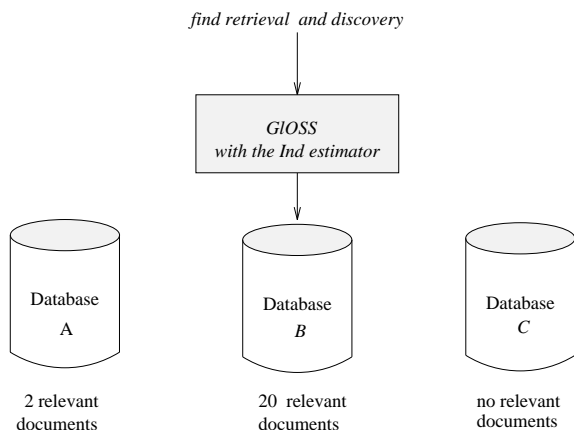 find retrieval and discovery
GlOSS
with the Ind estimator
Database
A
Database
B
Database
C
2 relevant
documents
20 relevant
documents
no relevant
documents